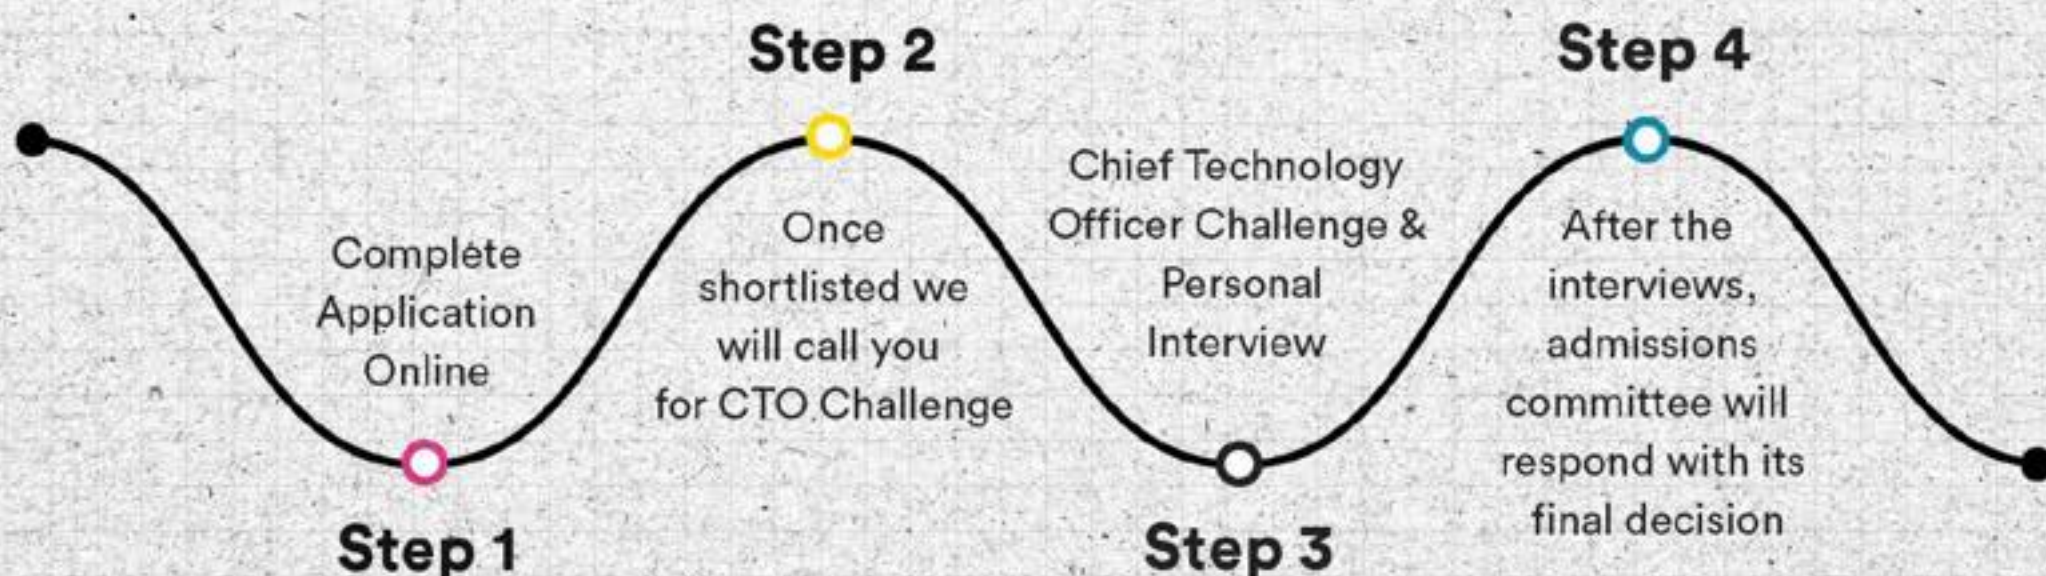 Step 1
Complete
Application
Online
Step 2
Once
shortlisted we
will call you
for CTO Challenge
Chief Technology
Officer Challenge &
Personal
Interview
Step 3
Step 4
After the
interviews,
admissions
committee will
respond with its
final decision